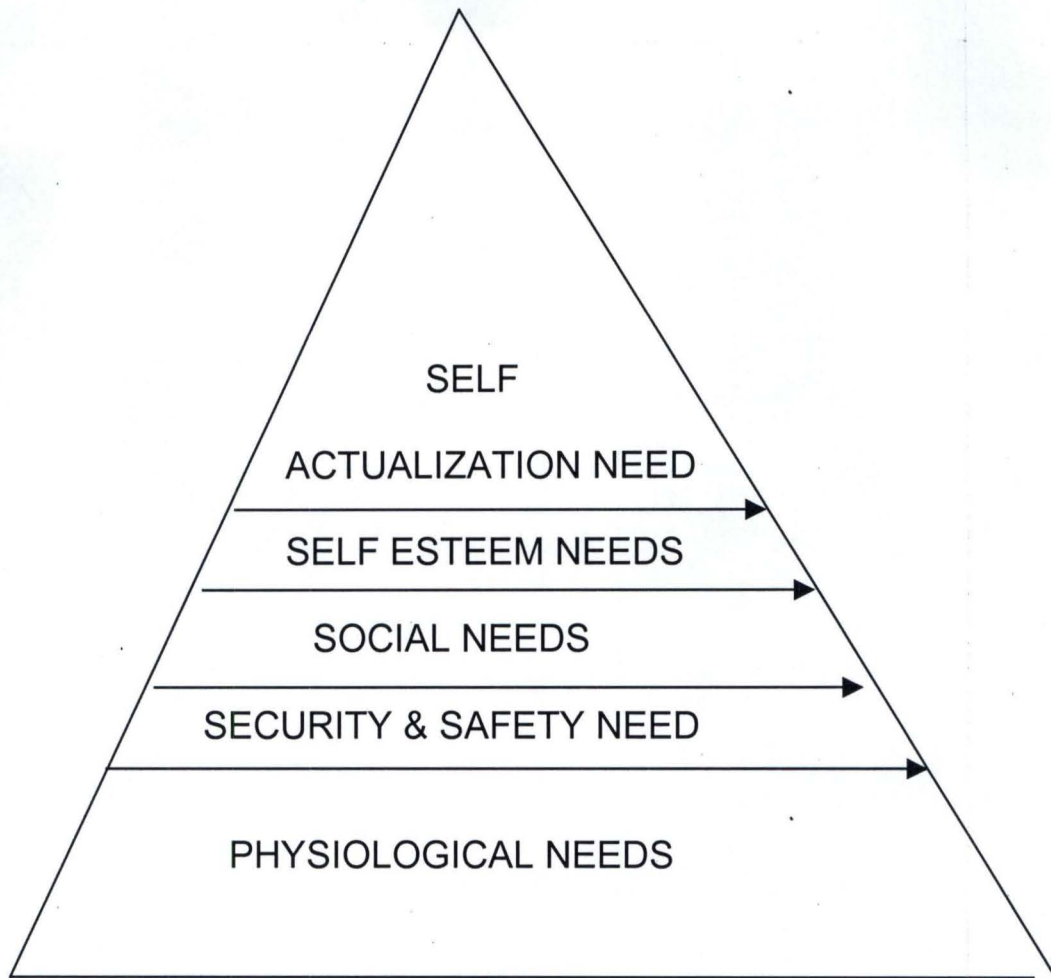 SELF
ACTUALIZATION NEED
SELF ESTEEM NEEDS
SOCIAL NEEDS
SECURITY & SAFETY NEED
PHYSIOLOGICAL NEEDS